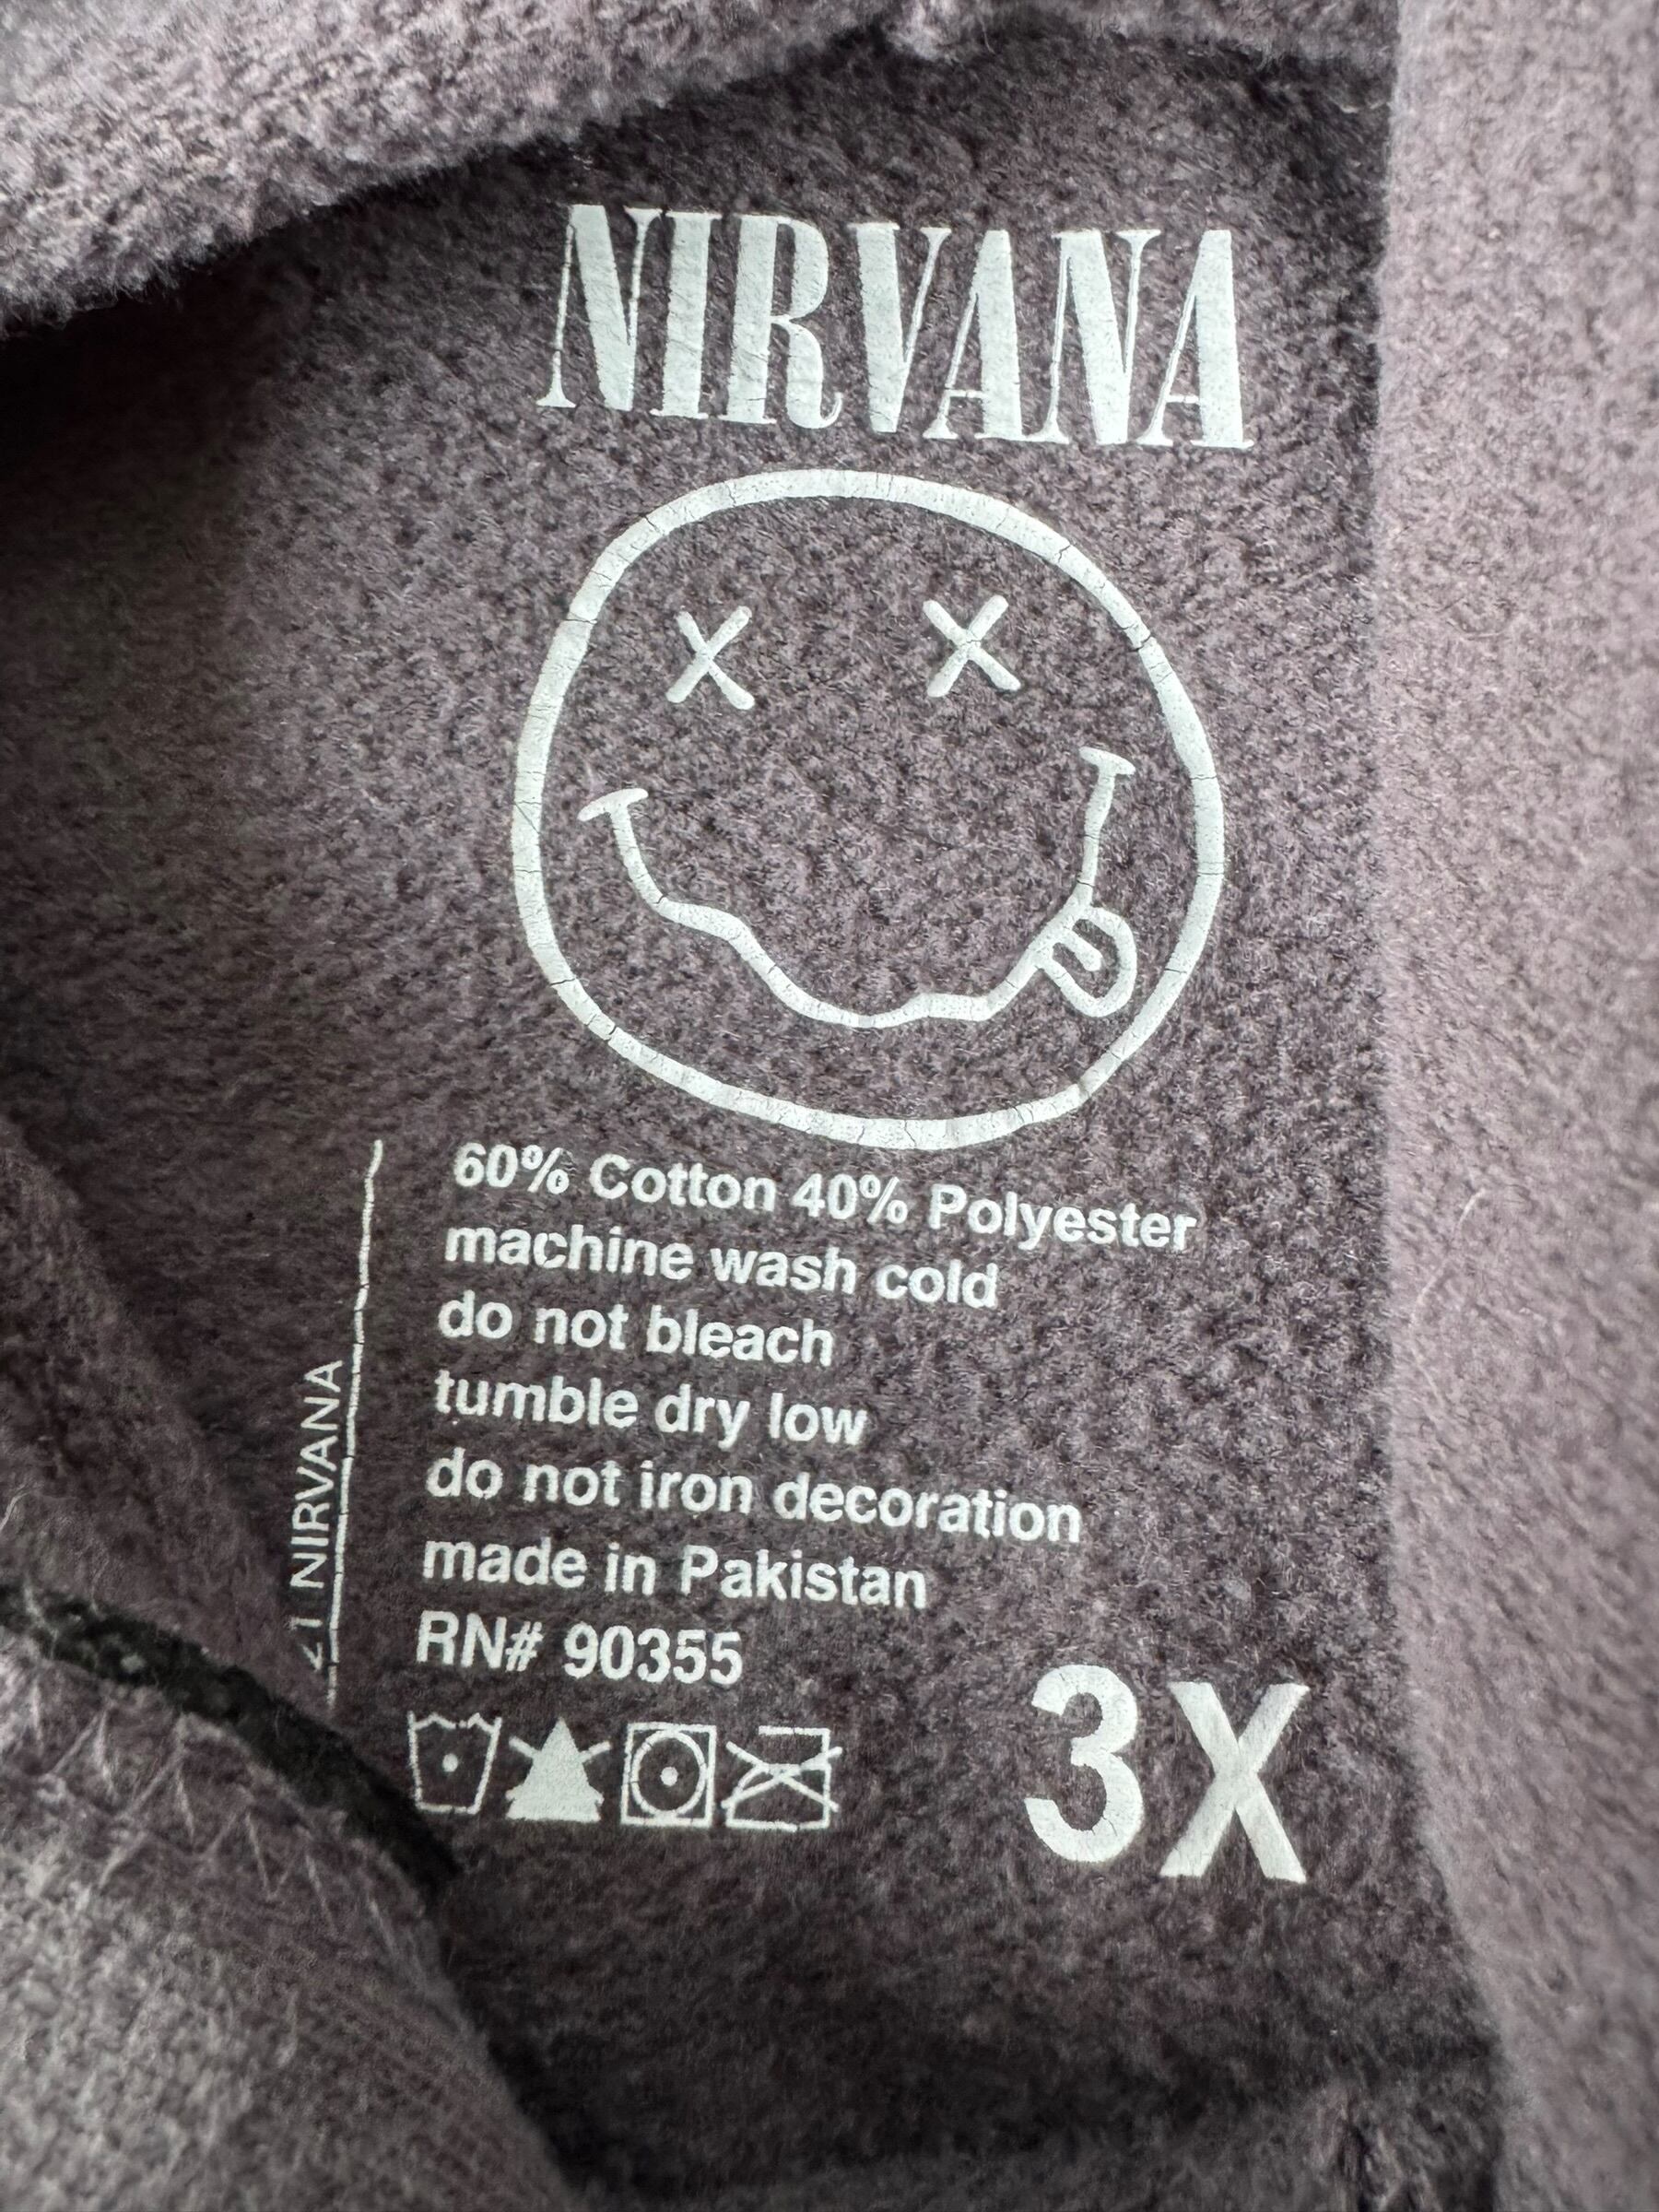 NIRVANA
60% Cotton 40% Polyester
machine wash cold
do not bleach
tumble dry low
do not iron decoration
made in Pakistan
RN# 90355
3X
21 NIRVANA